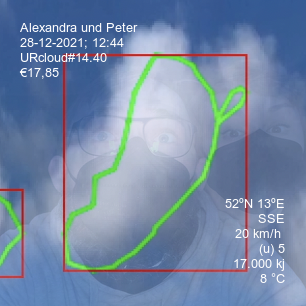 Alexandra und Peter
28-12-2021; 12:44
URcloud#14.40
€17,85
52ºN 13ºE
SSE
20 km/h
(u) 5
17.000 kj
8 °C